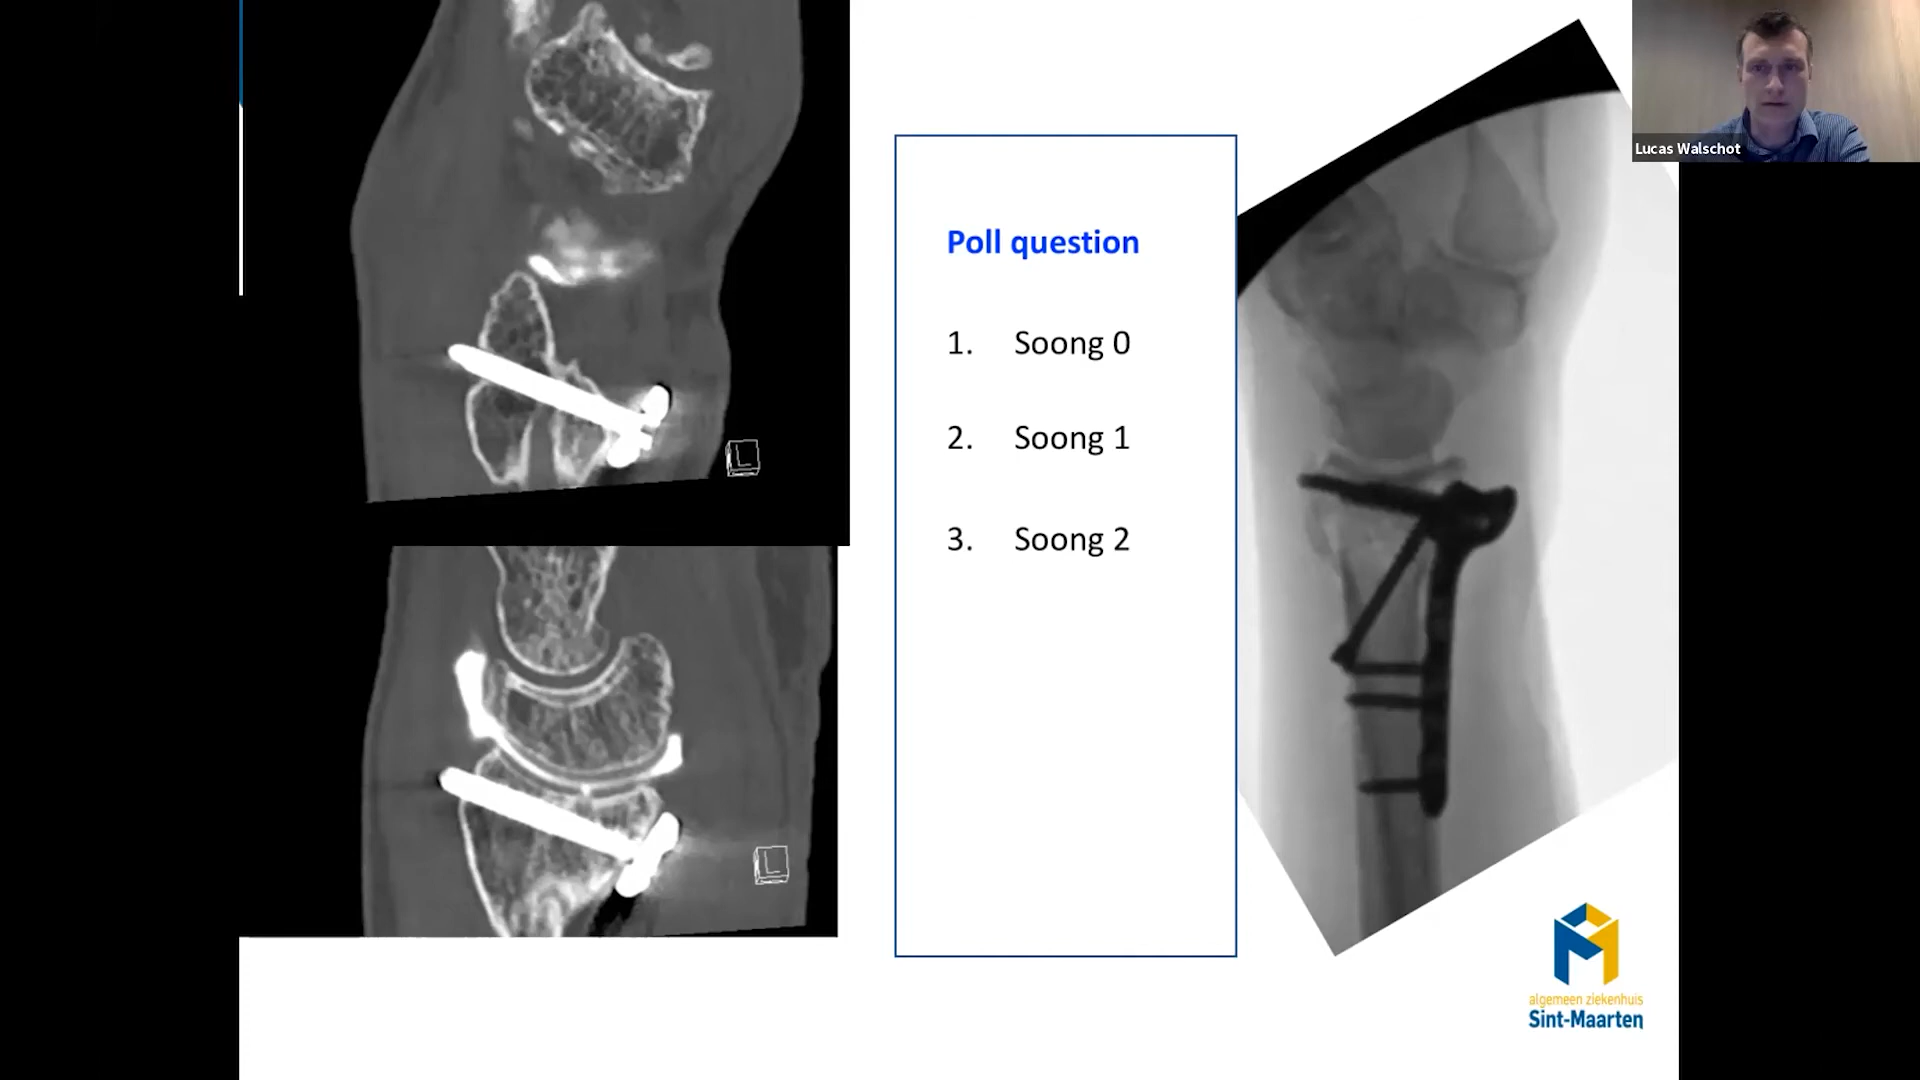 Lucas Walschot
Poll question
1. Soong 0
2. Soong 1
3. Soong 2
L
L
algemeen ziekenhuis
Sint-Maarten